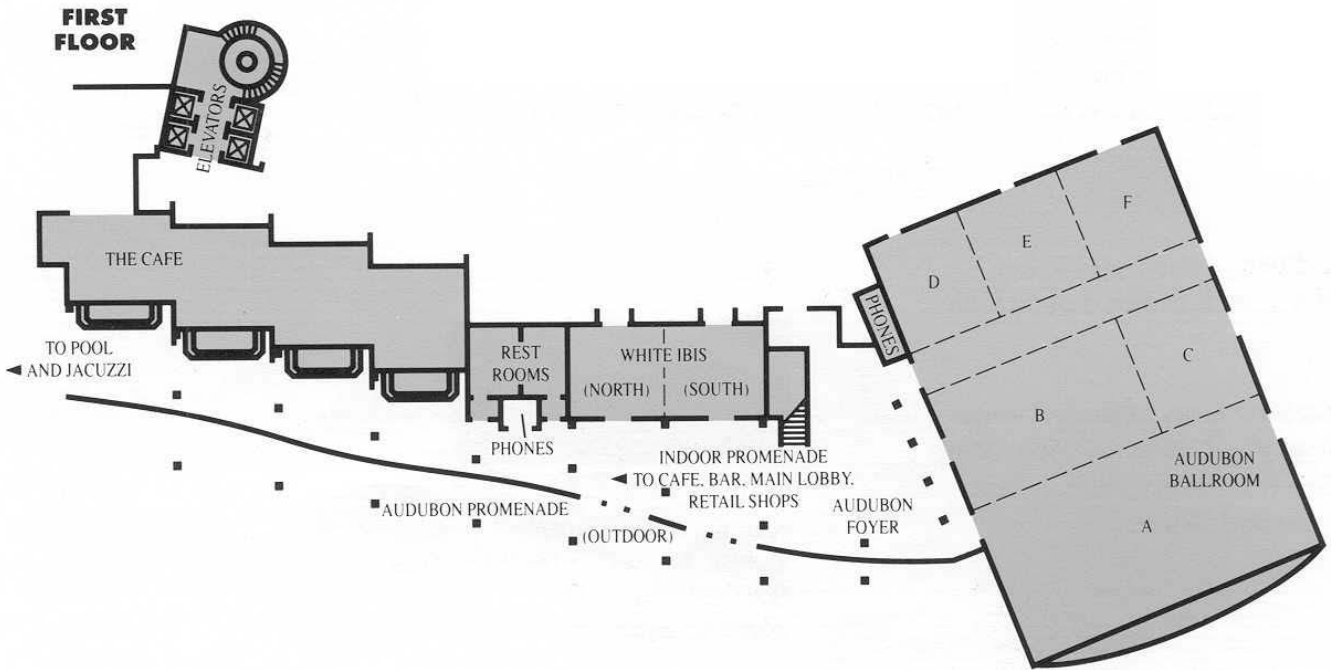 FIRST
FLOOR
ELEVATORS
THE CAFE
TO POOL
AND JACUZZI
REST
ROOMS
PHONES
WHITE IBIS
(NORTH)
(SOUTH)
INDOOR PROMENADE
TO CAFE, BAR, MAIN LOBBY,
RETAIL SHOPS
AUDUBON PROMENADE
(OUTDOOR)
AUDUBON
FOYER
PHONES
D
E
F
B
C
AUDUBON
BALLROOM
A